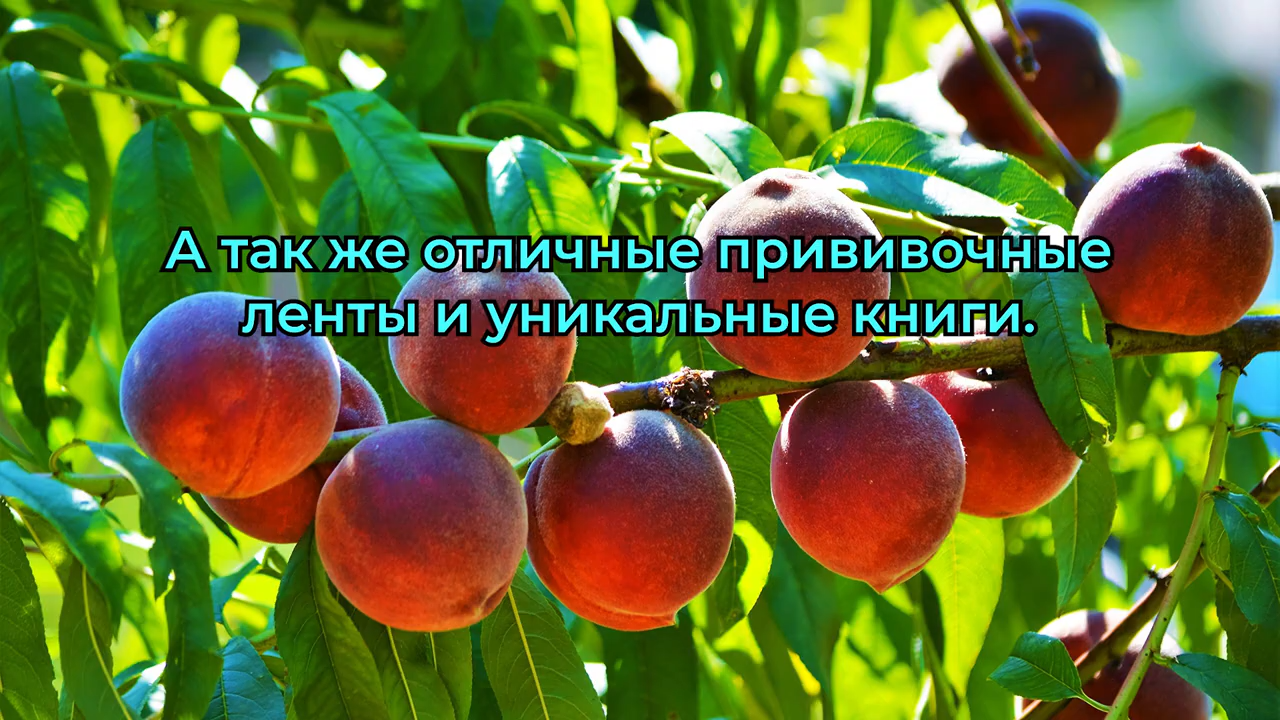 А так же отличные прививочные
ленты и уникальные книги.